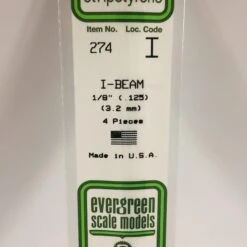 Item No. Loc. Code
274 I
I-BEAM
1/8" (.125)
(3.2 mm)
4 Pieces
Made in U.S.A.
evergreen
scale models